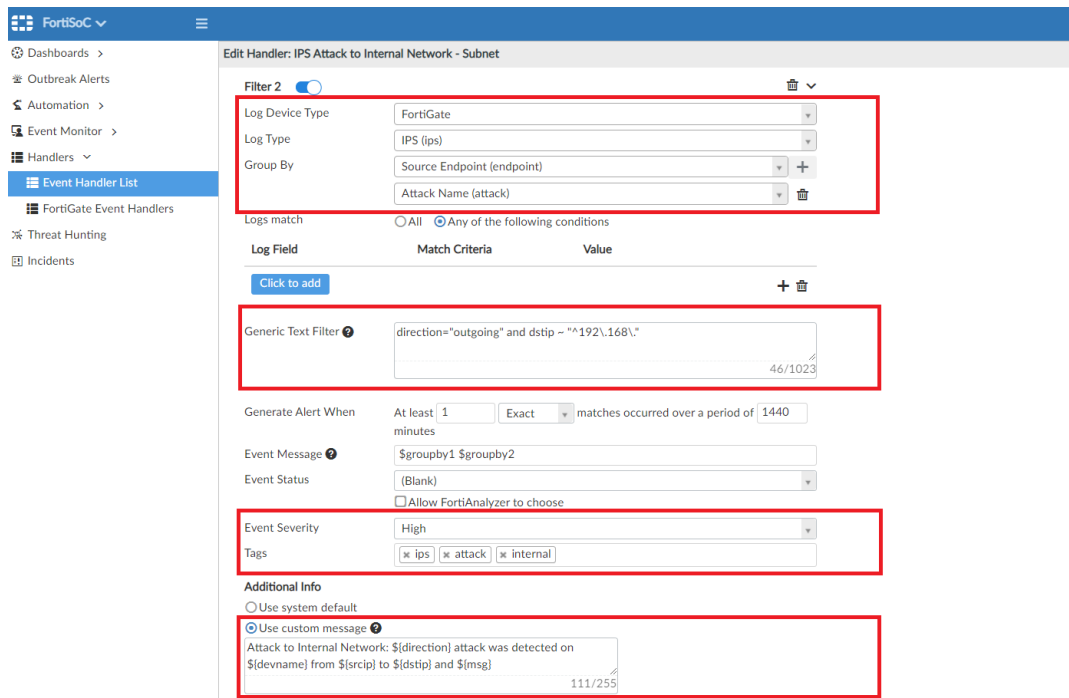 FortiSoC
Dashboards
Outbreak Alerts
Automation
Event Monitor
Handlers
Event Handler List
FortiGate Event Handlers
Threat Hunting
Incidents
Edit Handler: IPS Attack to Internal Network - Subnet
Filter 2
Log Device Type FortiGate
Log Type IPS (ips)
Group By Source Endpoint (endpoint)
Attack Name (attack)
Logs match All Any of the following conditions
Log Field Match Criteria Value
Click to add
Generic Text Filter direction="outgoing" and dstip ~ "^192\.168\."
46/1023
Generate Alert When At least 1 Exact matches occurred over a period of 1440
minutes
Event Message $groupby1 $groupby2
Event Status (Blank)
Allow FortiAnalyzer to choose
Event Severity High
Tags ips attack internal
Additional Info
Use system default
Use custom message
Attack to Internal Network: ${direction} attack was detected on
${devname} from ${srcip} to ${dstip} and ${msg}
111/255